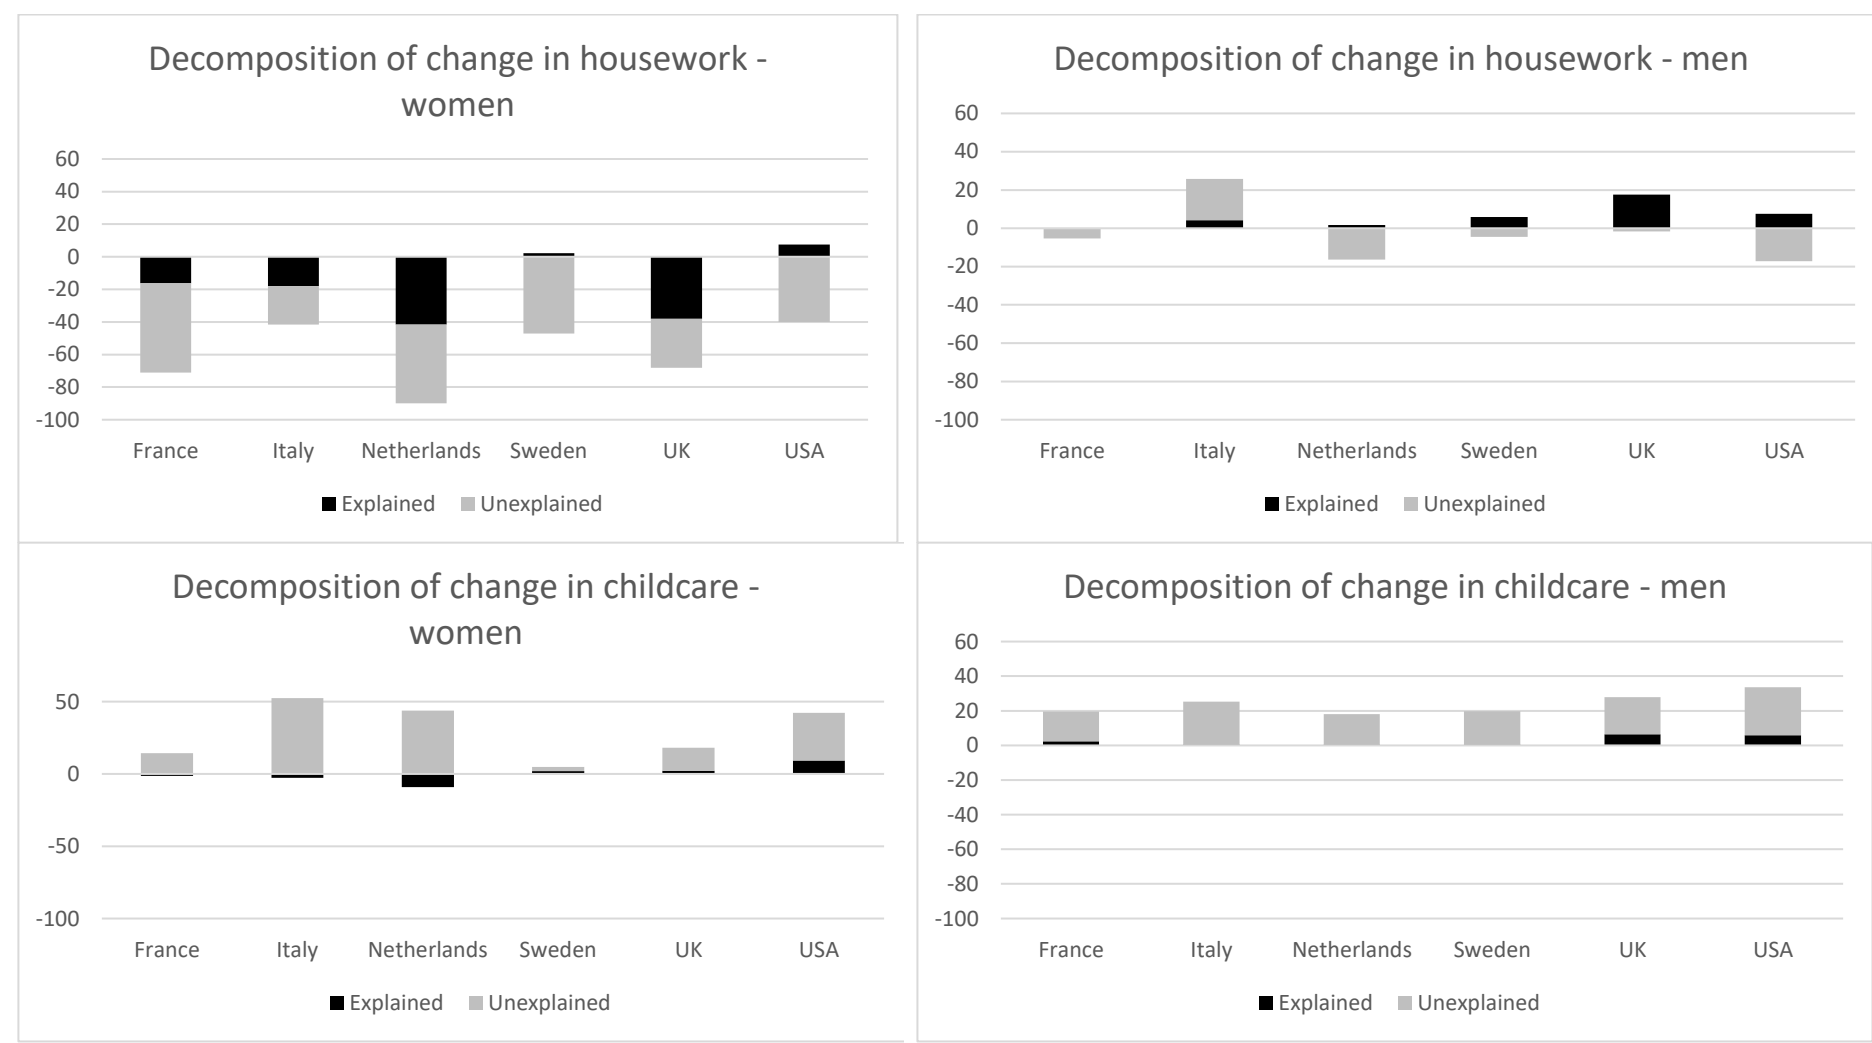 Decomposition of change in housework -
women
60
40
20
0
-20
-40
-60
-80
-100
France Italy Netherlands Sweden UK USA
Explained Unexplained
Decomposition of change in housework - men
60
40
20
0
-20
-40
-60
-80
-100
France Italy Netherlands Sweden UK USA
Explained Unexplained
Decomposition of change in childcare -
women
50
0
-50
-100
France Italy Netherlands Sweden UK USA
Explained Unexplained
Decomposition of change in childcare - men
60
40
20
0
-20
-40
-60
-80
-100
France Italy Netherlands Sweden UK USA
Explained Unexplained